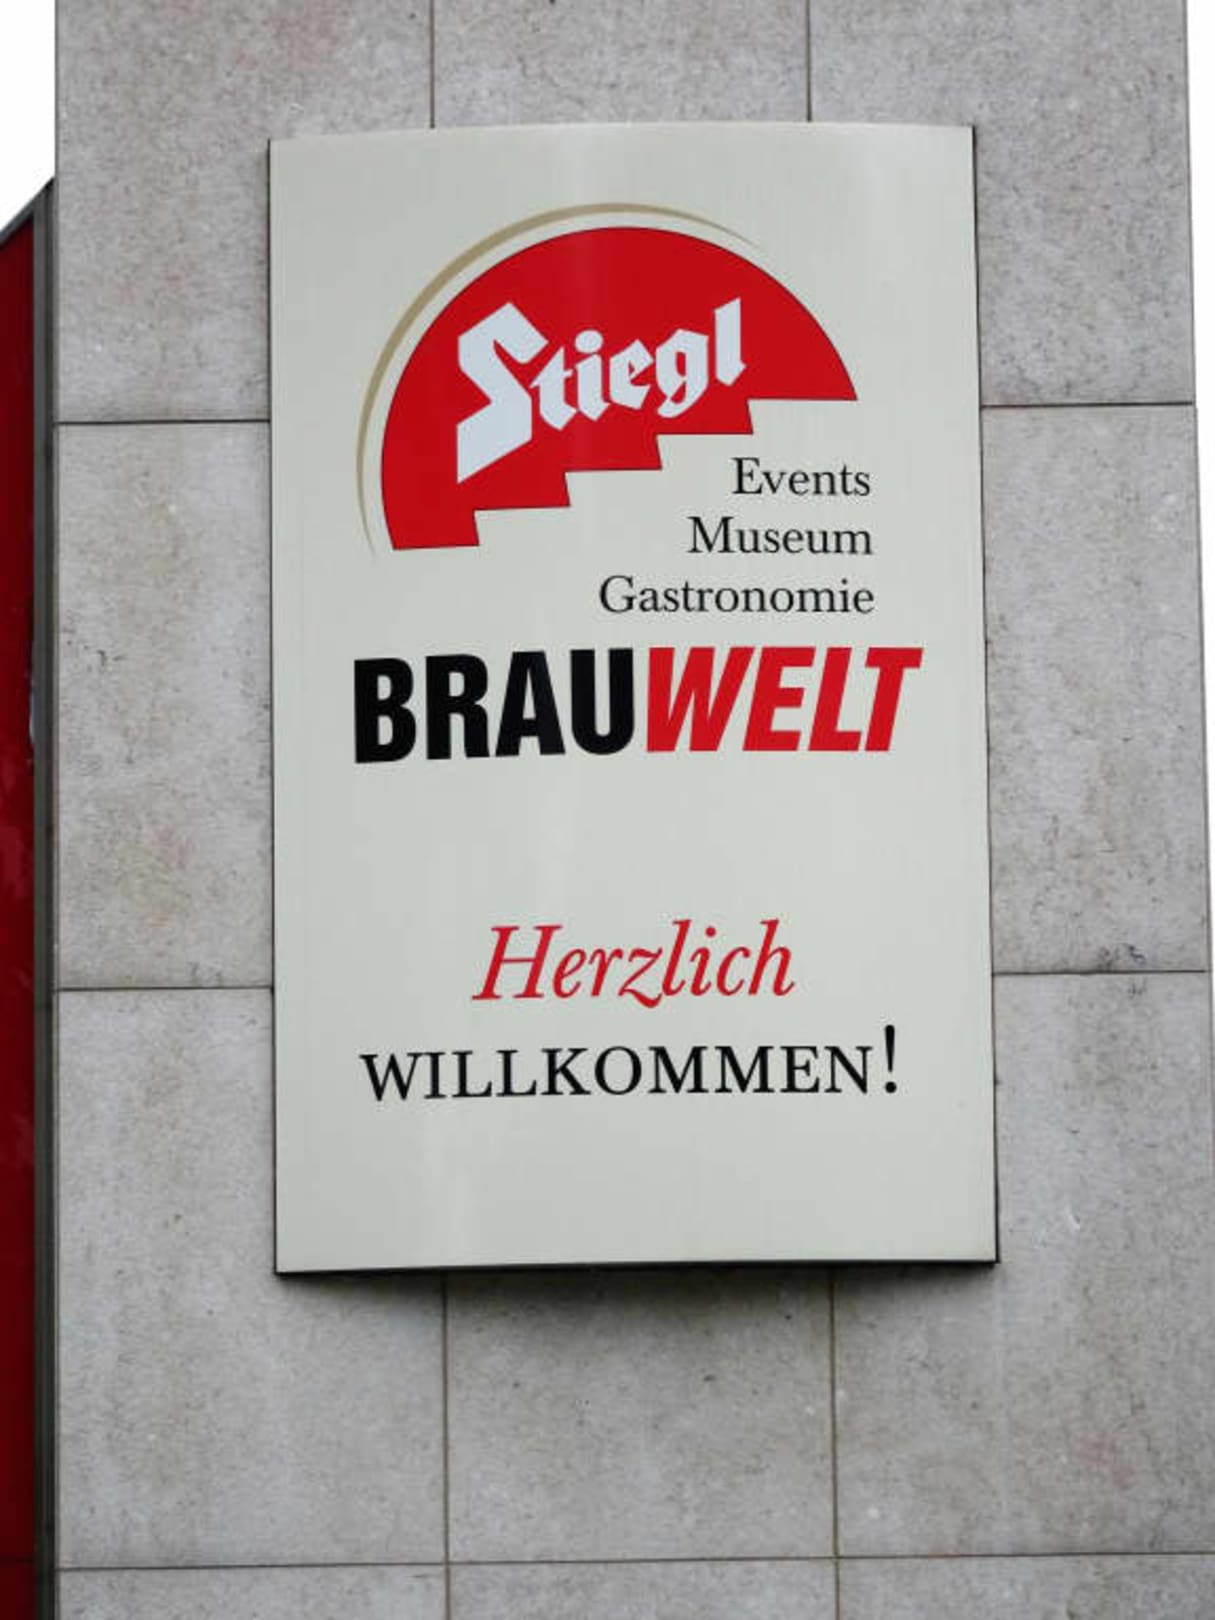 Stiegl
Events
Museum
Gastronomie
BRAUWELT
Herzlich
WILLKOMMEN!